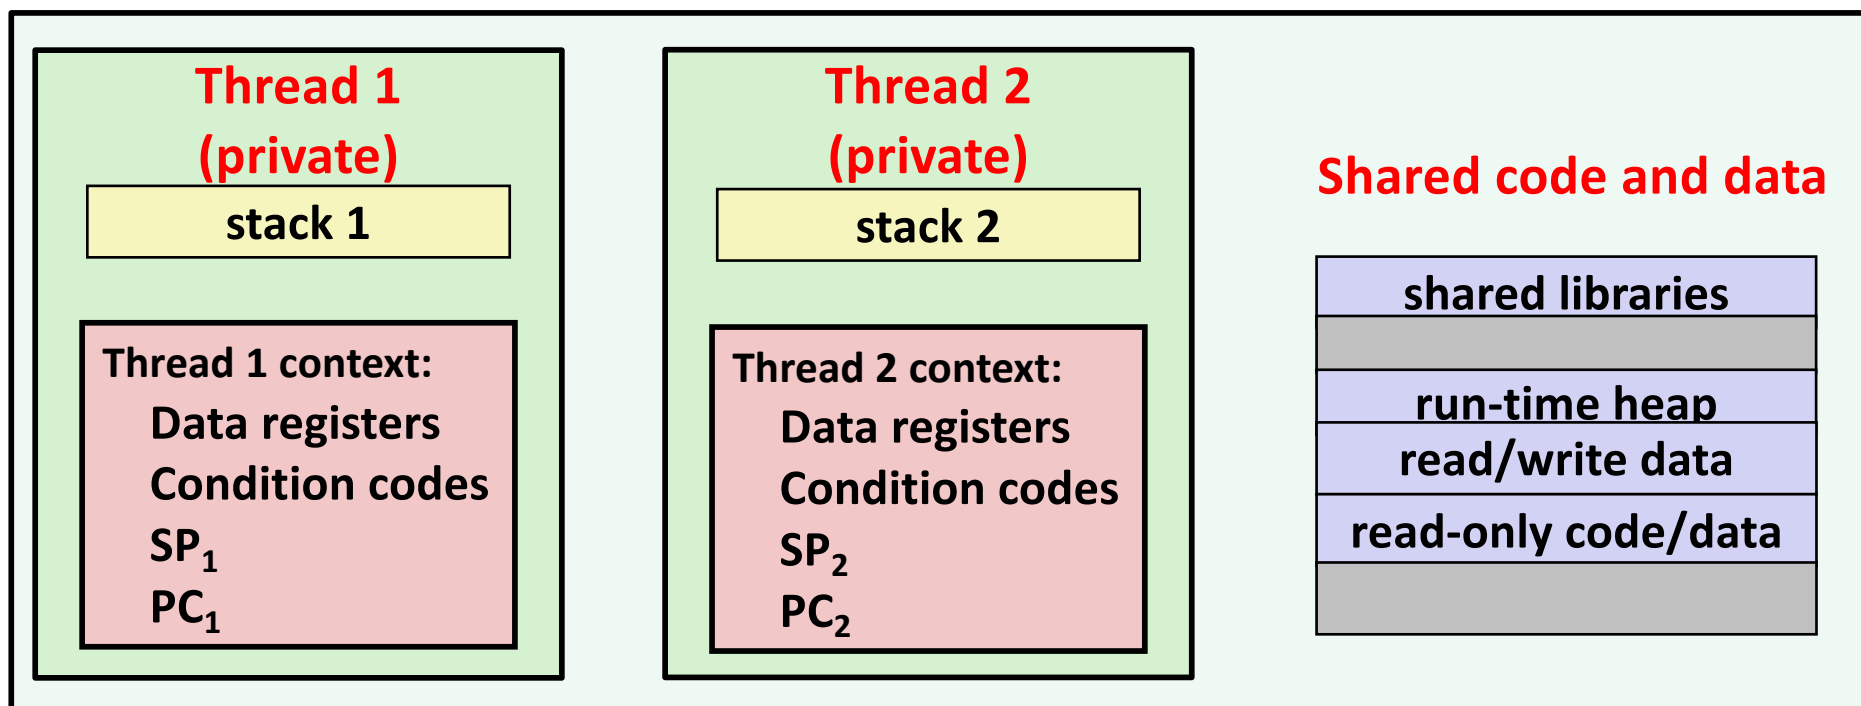 Thread 1
(private)
stack 1
Thread 1 context:
Data registers
Condition codes
SP₁
PC₁
Thread 2
(private)
stack 2
Thread 2 context:
Data registers
Condition codes
SP₂
PC₂
Shared code and data
shared libraries
run-time heap
read/write data
read-only code/data